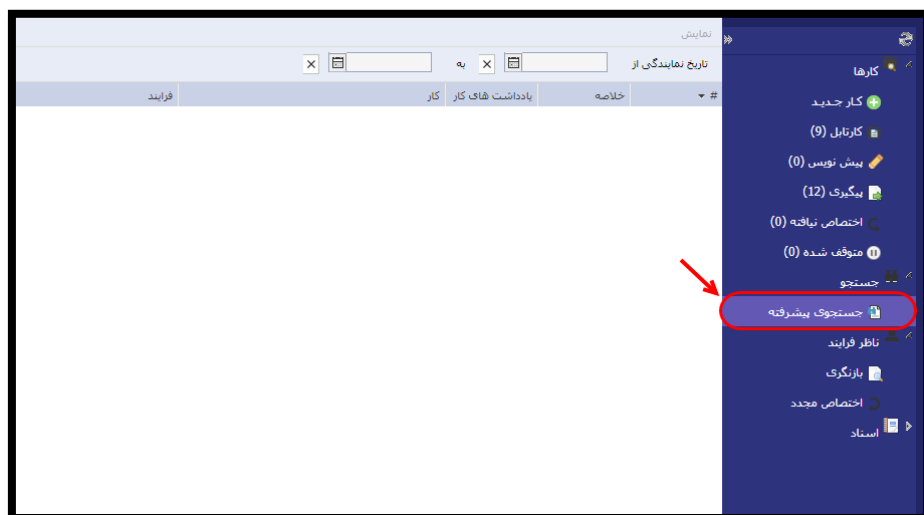 کارها
کار جدید
کارتابل (9)
پیش نویس (0)
پیگیری (12)
اختصاص نیافته (0)
متوقف شده (0)
جستجو
جستجوی پیشرفته
ناظر فرایند
بازنگری
اختصاص مجدد
اسناد
نمایش
تاریخ نمایندگی از به
# خلاصه یادداشت های کار کار فرایند